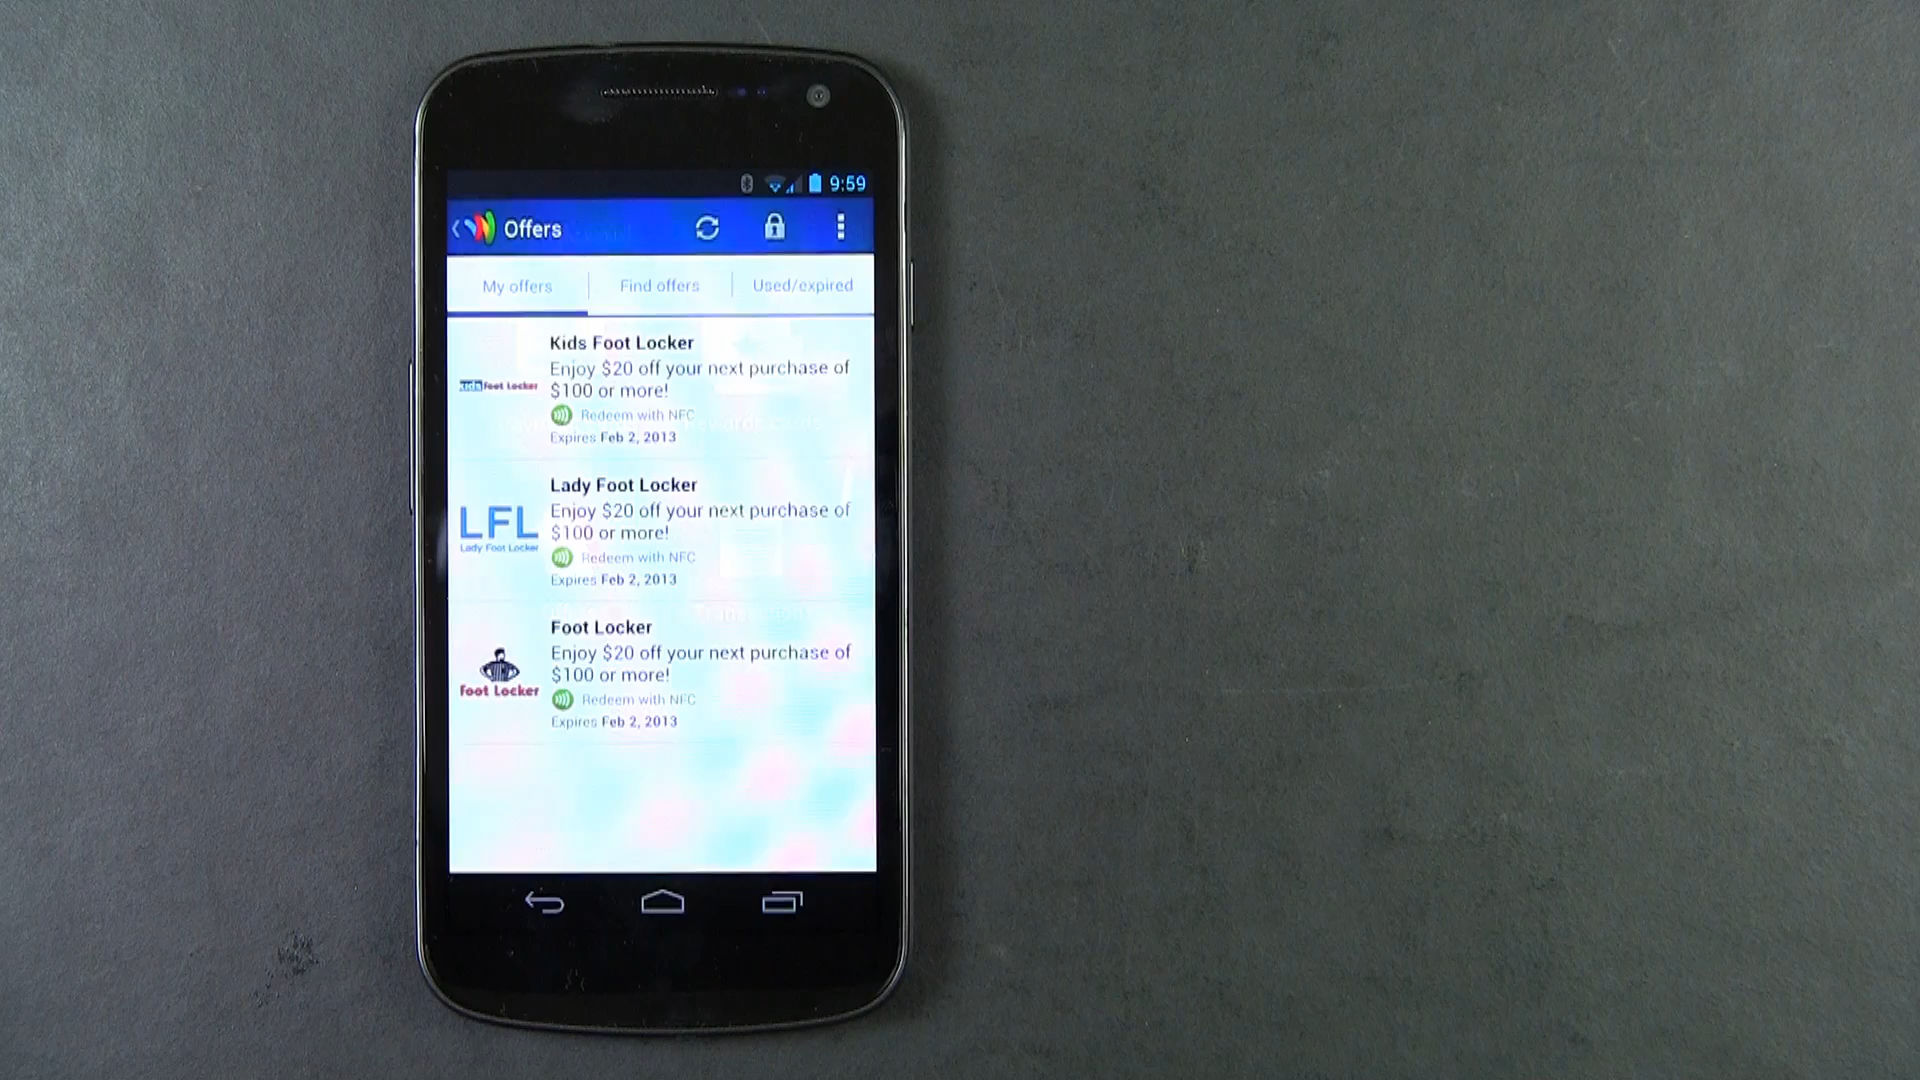 9:59
Offers
My offers
Find offers
Used/expired
Kids Foot Locker
Enjoy $20 off your next purchase of
$100 or more!
Redeem with NFC
Expires Feb 2, 2013
kids foot Locker
Lady Foot Locker
Enjoy $20 off your next purchase of
$100 or more!
Redeem with NFC
Expires Feb 2, 2013
LFL
Lady Foot Locker
Foot Locker
Enjoy $20 off your next purchase of
$100 or more!
Redeem with NFC
Expires Feb 2, 2013
Foot Locker